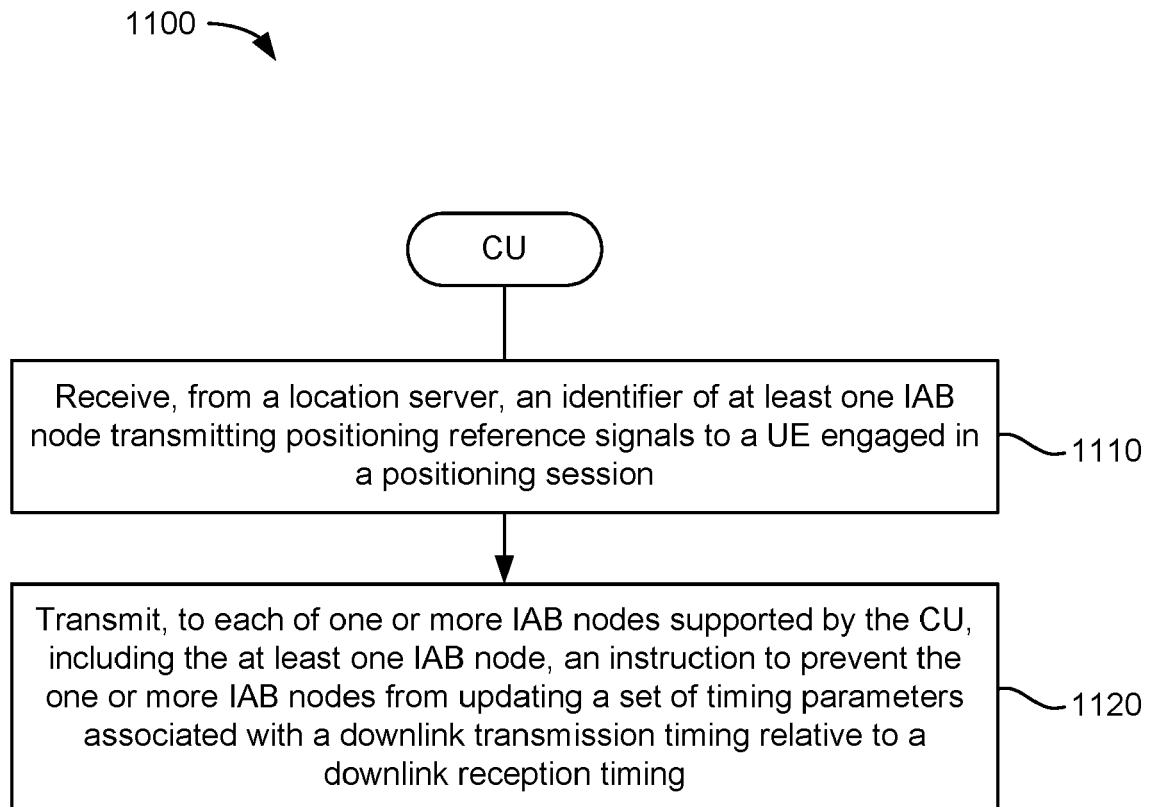 1100
CU
Receive, from a location server, an identifier of at least one IAB
node transmitting positioning reference signals to a UE engaged in
a positioning session
1110
Transmit, to each of one or more IAB nodes supported by the CU,
including the at least one IAB node, an instruction to prevent the
one or more IAB nodes from updating a set of timing parameters
associated with a downlink transmission timing relative to a
downlink reception timing
1120